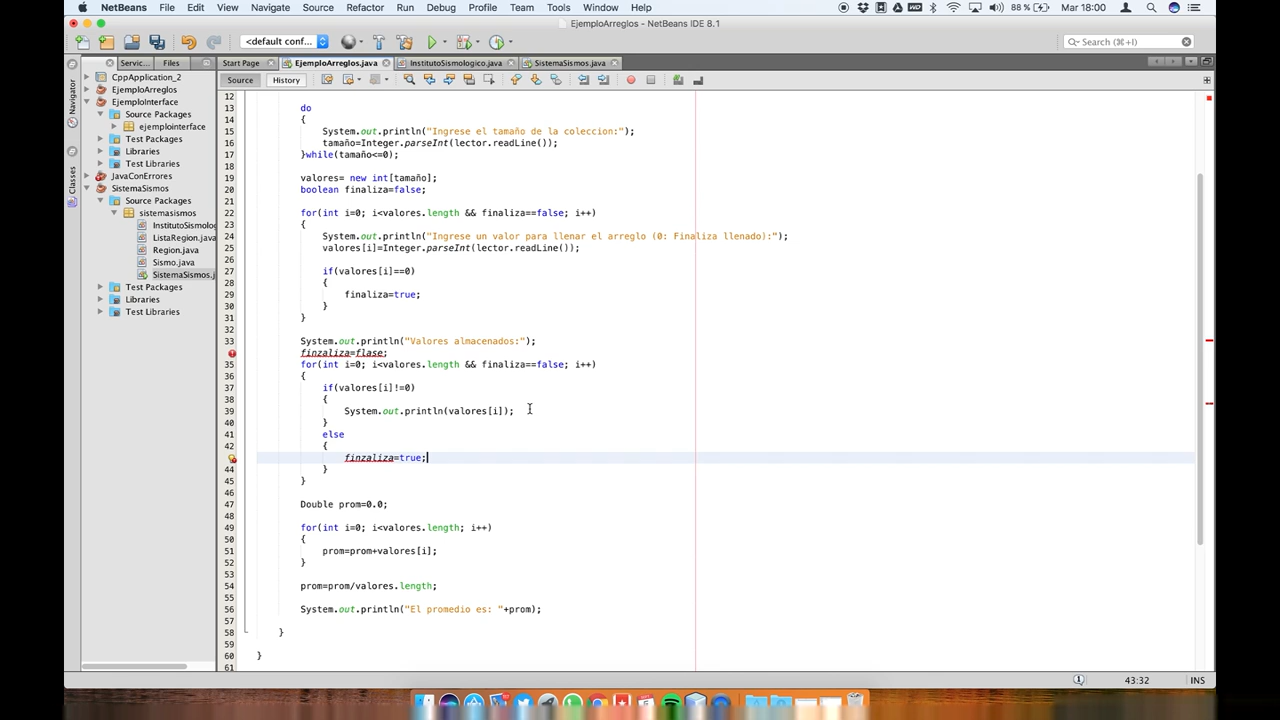 NetBeans File Edit View Navigate Source Refactor Run Debug Profile Team Tools Window Help 88 % Mar 18:00
EjemploArreglos - NetBeans IDE 8.1
<default conf... Search (⌘+I)
Servic... Files Start Page EjemploArreglos.java InstitutoSismologico.java SistemaSismos.java
Source History
Navigator
Classes
CppApplication_2
EjemploArreglos
EjemploInterface
Source Packages
ejemplointerface
Test Packages
Libraries
Test Libraries
JavaConErrores
SistemaSismos
Source Packages
sistemasismos
InstitutoSismolog
ListaRegion.java
Region.java
Sismo.java
SistemaSismos.j
Test Packages
Libraries
Test Libraries
12
13 do
14 {
15 System.out.println("Ingrese el tamaño de la coleccion:");
16 tamaño=Integer.parseInt(lector.readLine());
17 }while(tamaño<=0);
18
19 valores= new int[tamaño];
20 boolean finaliza=false;
21
22 for(int i=0; i<valores.length && finaliza==false; i++)
23 {
24 System.out.println("Ingrese un valor para llenar el arreglo (0: Finaliza llenado):");
25 valores[i]=Integer.parseInt(lector.readLine());
26
27 if(valores[i]==0)
28 {
29 finaliza=true;
30 }
31 }
32
33 System.out.println("Valores almacenados:");
finzaliza=flase;
35 for(int i=0; i<valores.length && finaliza==false; i++)
36 {
37 if(valores[i]!=0)
38 {
39 System.out.println(valores[i]);
40 }
41 else
42 {
finzaliza=true;
44 }
45 }
46
47 Double prom=0.0;
48
49 for(int i=0; i<valores.length; i++)
50 {
51 prom=prom+valores[i];
52 }
53
54 prom=prom/valores.length;
55
56 System.out.println("El promedio es: "+prom);
57
58 }
59
60 }
61
43:32 INS